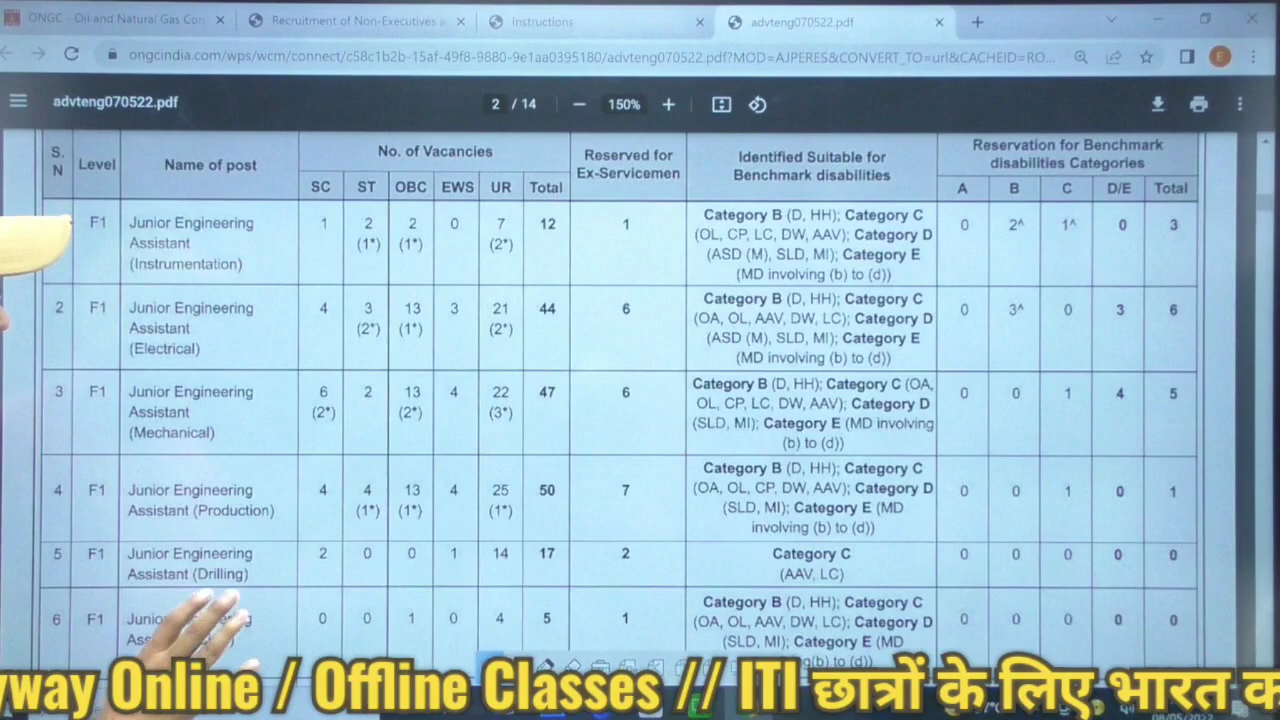 ONGC - Oil and Natural Gas Cor
Recruitment of Non-Executives
Instructions
advteng070522.pdf
ongcindia.com/wps/wcm/connect/c58c1b2b-15af-49f8-9880-9e1aa0395180/advteng070522.pdf?MOD=AJPERES&CONVERT_TO=url&CACHEID=RO...
E
advteng070522.pdf
2 / 14
150%
S. N Level Name of post No. of Vacancies Reserved for Ex-Servicemen Identified Suitable for Benchmark disabilities Reservation for Benchmark disabilities Categories
SC ST OBC EWS UR Total A B C D/E Total
F1 Junior Engineering Assistant (Instrumentation) 1 2 (1*) 2 (1*) 0 7 (2*) 12 1 Category B (D, HH); Category C (OL, CP, LC, DW, AAV); Category D (ASD (M), SLD, MI); Category E (MD involving (b) to (d)) 0 2^ 1^ 0 3
2 F1 Junior Engineering Assistant (Electrical) 4 3 (2*) 13 (1*) 3 21 (2*) 44 6 Category B (D, HH); Category C (OA, OL, AAV, DW, LC); Category D (ASD (M), SLD, MI); Category E (MD involving (b) to (d)) 0 3^ 0 3 6
3 F1 Junior Engineering Assistant (Mechanical) 6 (2*) 2 13 (2*) 4 22 (3*) 47 6 Category B (D, HH); Category C (OA, OL, CP, LC, DW, AAV); Category D (SLD, MI); Category E (MD involving (b) to (d)) 0 0 1 4 5
4 F1 Junior Engineering Assistant (Production) 4 4 (1*) 13 (1*) 4 25 (1*) 50 7 Category B (D, HH); Category C (OA, OL, CP, DW, AAV); Category D (SLD, MI); Category E (MD involving (b) to (d)) 0 0 1 0 1
5 F1 Junior Engineering Assistant (Drilling) 2 0 0 1 14 17 2 Category C (AAV, LC) 0 0 0 0 0
6 F1 0 0 1 0 4 5 1 Category B (D, HH); Category C (OA, OL, AAV, DW, LC); Category D (SLD, MI); Category E (MD (b) to (d)) 0 0 0 0 0
yway Online / Offline Classes // ITI छात्रों के लिए भारत क